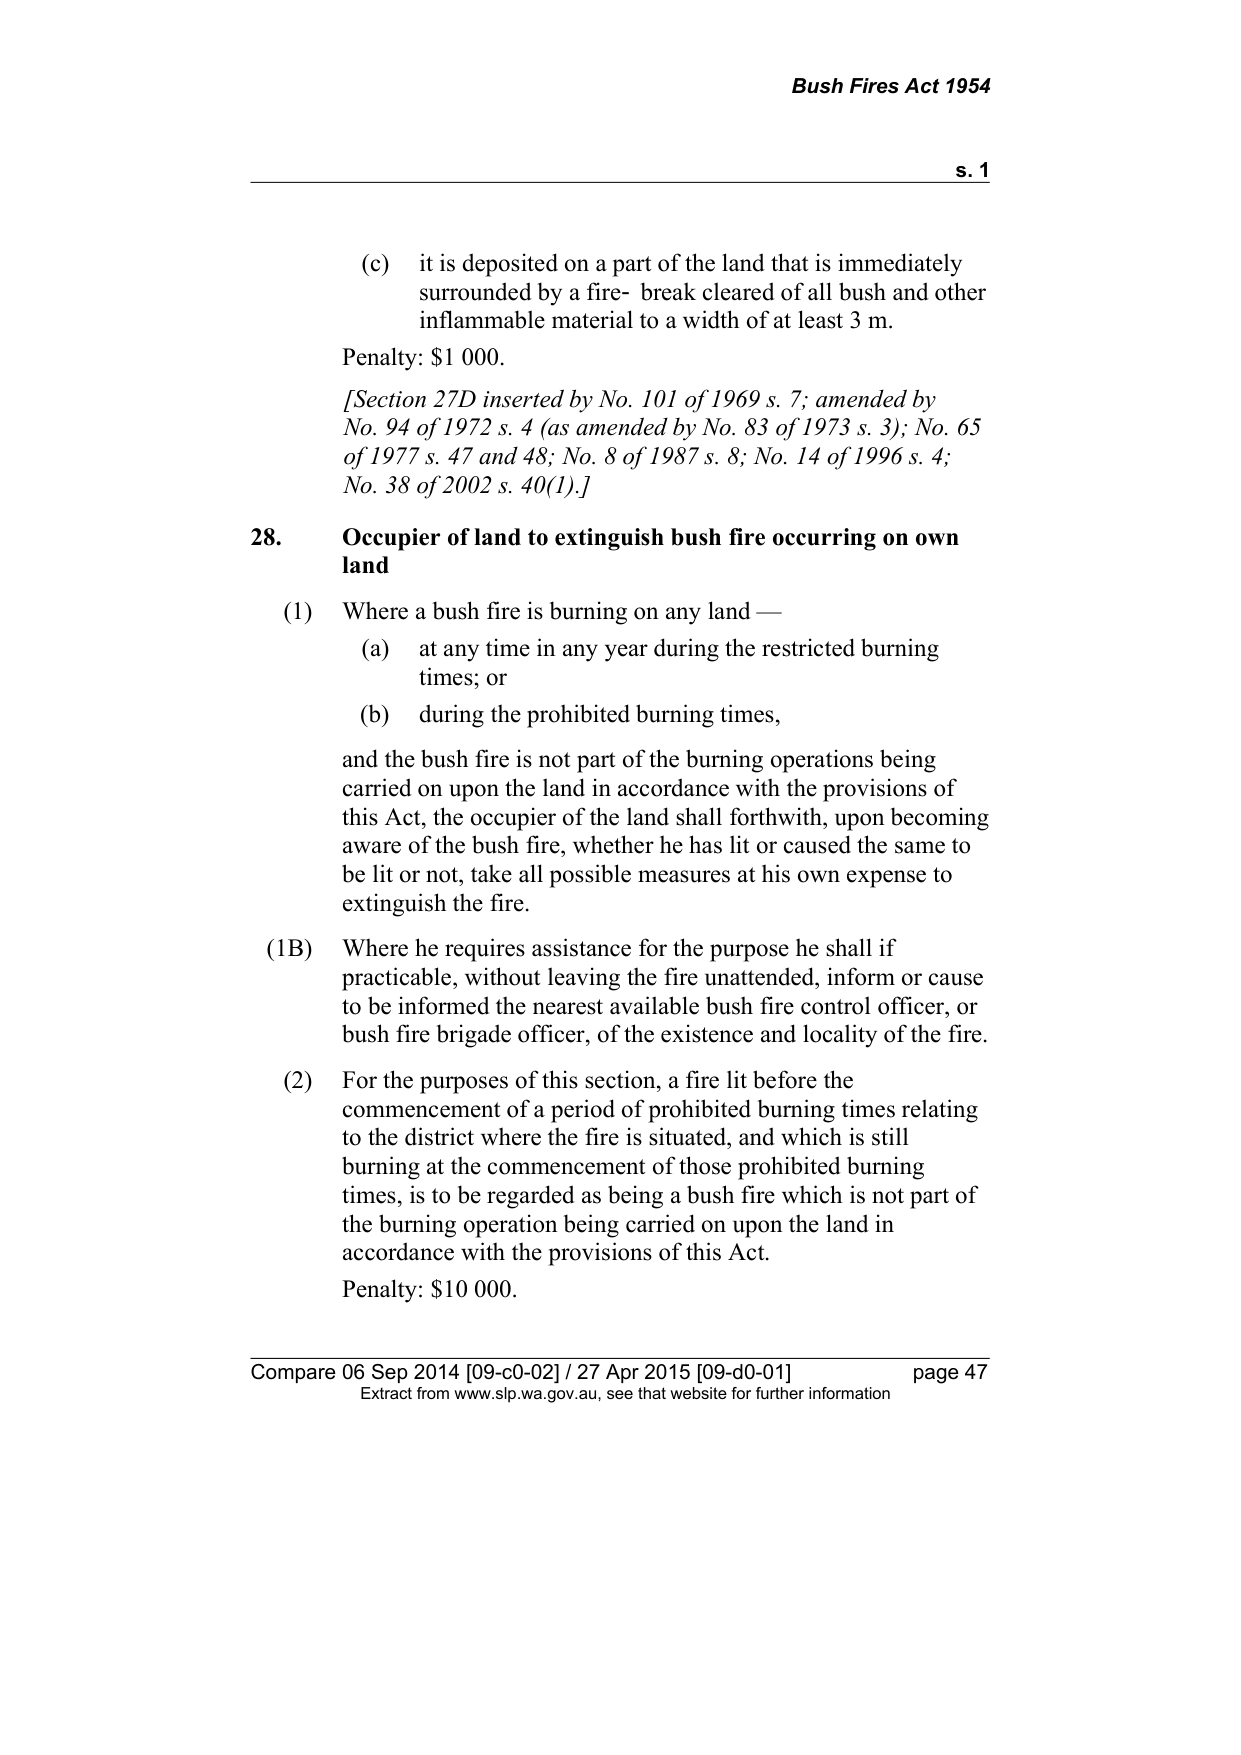 Bush Fires Act 1954
s. 1
(c) it is deposited on a part of the land that is immediately
surrounded by a fire- break cleared of all bush and other
inflammable material to a width of at least 3 m.
Penalty: $1 000.
[Section 27D inserted by No. 101 of 1969 s. 7; amended by
No. 94 of 1972 s. 4 (as amended by No. 83 of 1973 s. 3); No. 65
of 1977 s. 47 and 48; No. 8 of 1987 s. 8; No. 14 of 1996 s. 4;
No. 38 of 2002 s. 40(1).]
28. Occupier of land to extinguish bush fire occurring on own
land
(1) Where a bush fire is burning on any land —
(a) at any time in any year during the restricted burning
times; or
(b) during the prohibited burning times,
and the bush fire is not part of the burning operations being
carried on upon the land in accordance with the provisions of
this Act, the occupier of the land shall forthwith, upon becoming
aware of the bush fire, whether he has lit or caused the same to
be lit or not, take all possible measures at his own expense to
extinguish the fire.
(1B) Where he requires assistance for the purpose he shall if
practicable, without leaving the fire unattended, inform or cause
to be informed the nearest available bush fire control officer, or
bush fire brigade officer, of the existence and locality of the fire.
(2) For the purposes of this section, a fire lit before the
commencement of a period of prohibited burning times relating
to the district where the fire is situated, and which is still
burning at the commencement of those prohibited burning
times, is to be regarded as being a bush fire which is not part of
the burning operation being carried on upon the land in
accordance with the provisions of this Act.
Penalty: $10 000.
Compare 06 Sep 2014 [09-c0-02] / 27 Apr 2015 [09-d0-01] page 47
Extract from www.slp.wa.gov.au, see that website for further information